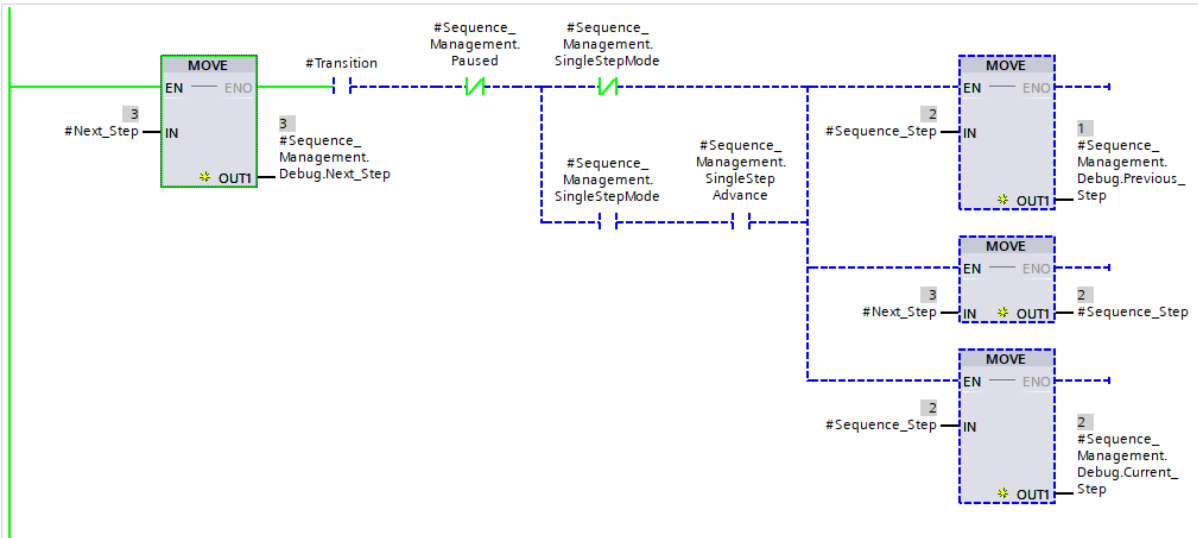 #Sequence_
Management.
Paused
#Sequence_
Management.
SingleStepMode
MOVE
EN
ENO
#Transition
3
#Next_Step
IN
3
#Sequence_
Management.
Debug.Next_Step
OUT1
MOVE
EN
ENO
2
#Sequence_Step
IN
1
#Sequence_
Management.
Debug.Previous_
Step
OUT1
#Sequence_
Management.
SingleStepMode
#Sequence_
Management.
SingleStep
Advance
MOVE
EN
ENO
3
#Next_Step
IN
OUT1
2
#Sequence_Step
MOVE
EN
ENO
2
#Sequence_Step
IN
2
#Sequence_
Management.
Debug.Current_
Step
OUT1